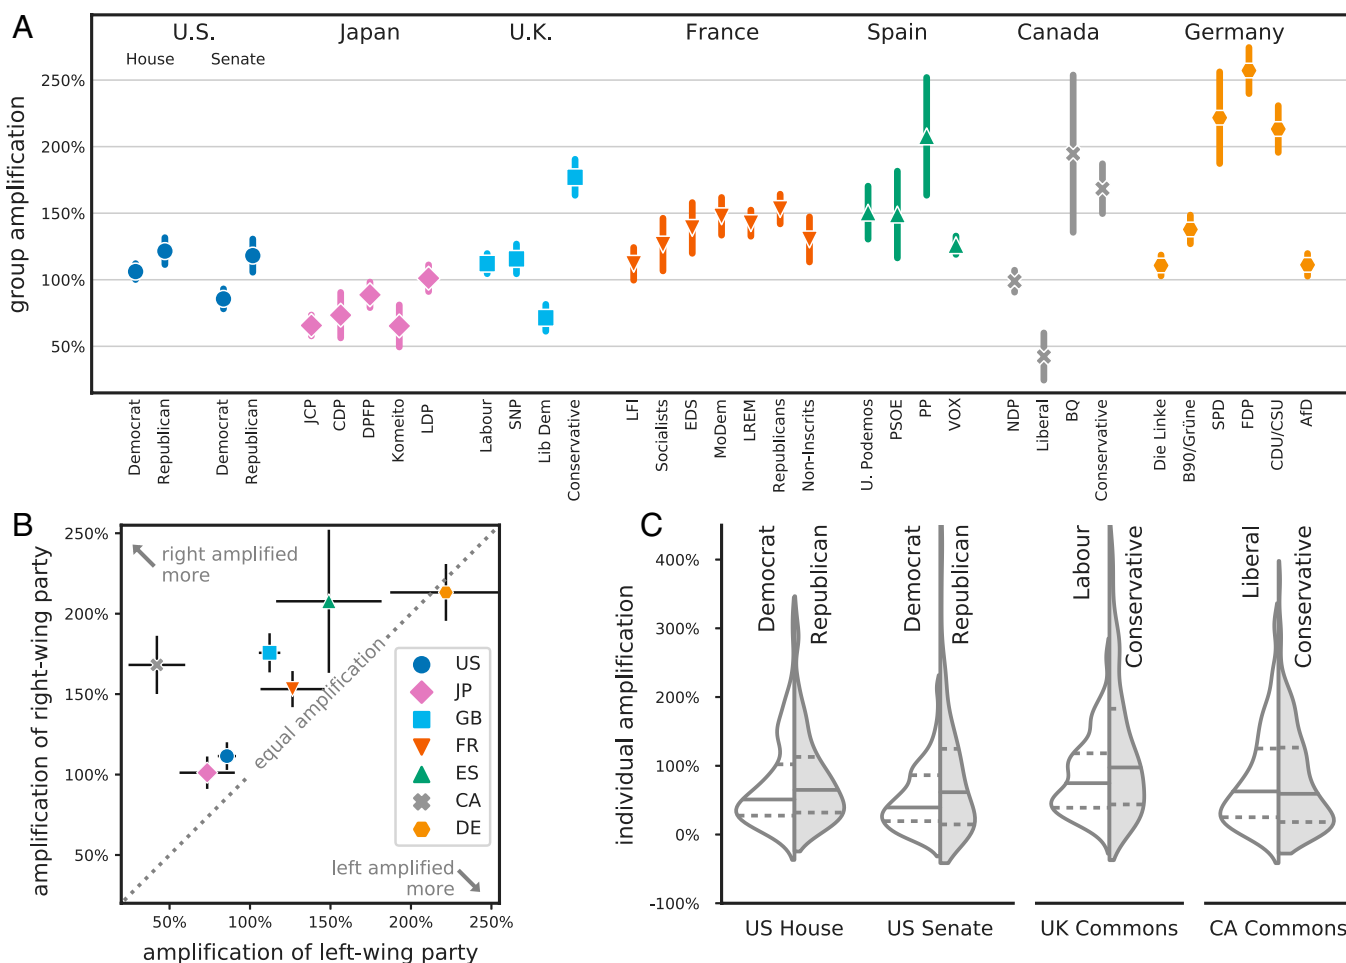 A
U.S. Japan U.K. France Spain Canada Germany
House Senate
group amplification
250%
200%
150%
100%
50%
Democrat
Republican
Democrat
Republican
JCP
CDP
DPFP
Komeito
LDP
Labour
SNP
Lib Dem
Conservative
LFI
Socialists
EDS
MoDem
LREM
Republicans
Non-Inscrits
U. Podemos
PSOE
PP
VOX
NDP
Liberal
BQ
Conservative
Die Linke
B90/Grüne
SPD
FDP
CDU/CSU
AfD
B
amplification of right-wing party
250%
200%
150%
100%
50%
right amplified
more
equal amplification
US
JP
GB
FR
ES
CA
DE
left amplified
more
50% 100% 150% 200% 250%
amplification of left-wing party
C
individual amplification
400%
300%
200%
100%
0%
-100%
Democrat
Republican
Democrat
Republican
Labour
Conservative
Liberal
Conservative
US House US Senate UK Commons CA Commons